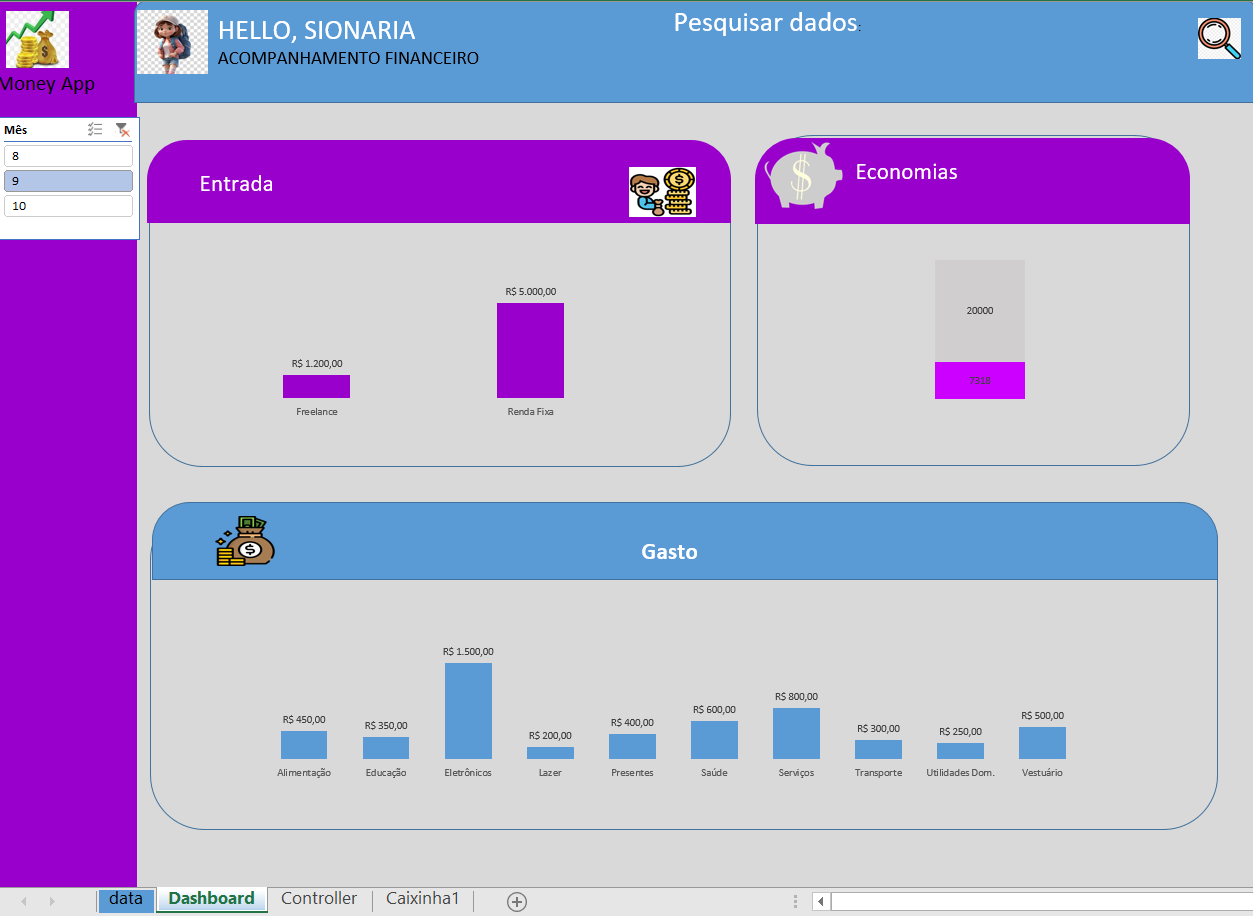 Money App
HELLO, SIONARIA
ACOMPANHAMENTO FINANCEIRO
Pesquisar dados.
Mês
8
9
10
Entrada
R$ 1.200,00
R$ 5.000,00
Freelance
Renda Fixa
Economias
20000
7318
Gasto
R$ 450,00
R$ 350,00
R$ 1.500,00
R$ 200,00
R$ 400,00
R$ 600,00
R$ 800,00
R$ 300,00
R$ 250,00
R$ 500,00
Alimentação
Educação
Eletrônicos
Lazer
Presentes
Saúde
Serviços
Transporte
Utilidades Dom.
Vestuário
data
Dashboard
Controller
Caixinha1